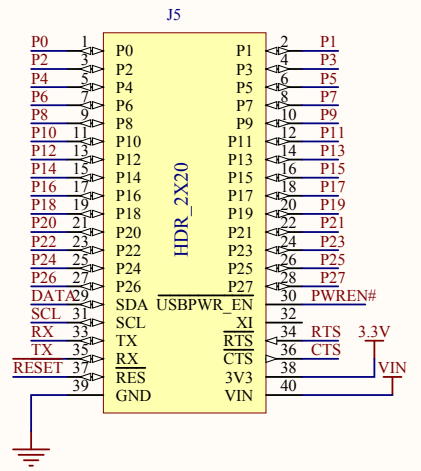 J5
P0 1 P0 P1 2 P1
P2 3 P2 P3 4 P3
P4 5 P4 P5 6 P5
P6 7 P6 P7 8 P7
P8 9 P8 P9 10 P9
P10 11 P10 P11 12 P11
P12 13 P12 P13 14 P13
P14 15 P14 P15 16 P15
P16 17 P16 P17 18 P17
P18 19 P18 P19 20 P19
P20 21 P20 P21 22 P21
P22 23 P22 P23 24 P23
P24 25 P24 P25 26 P25
P26 27 P26 P27 28 P27
DATA 29 SDA USBPWR_EN 30 PWREN#
SCL 31 SCL XI 32
RX 33 TX RTS 34 RTS 3.3V
TX 35 RX CTS 36 CTS
RESET 37 RES 3V3 38 VIN
39 GND VIN 40
HDR_2X20